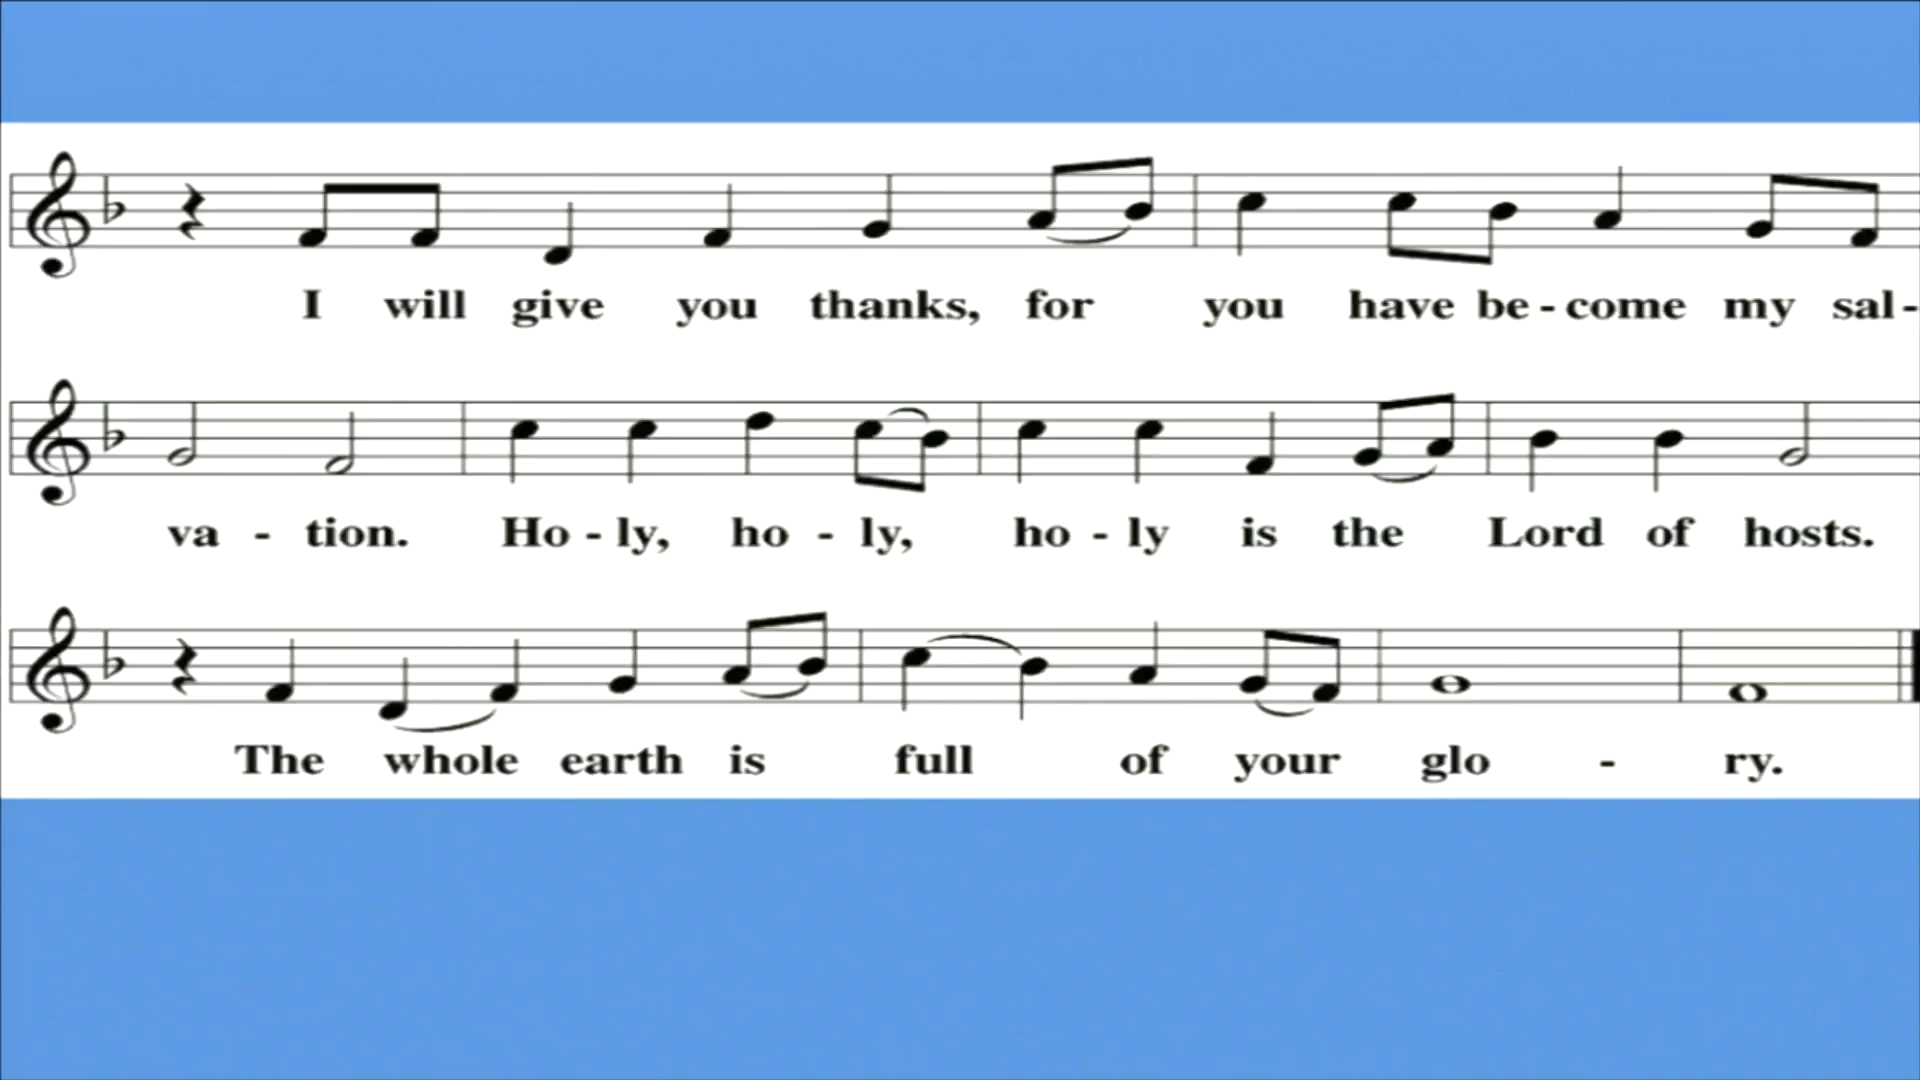 I will give you thanks, for you have be - come my sal -
va - tion. Ho - ly, ho - ly, ho - ly is the Lord of hosts.
The whole earth is full of your glo - ry.